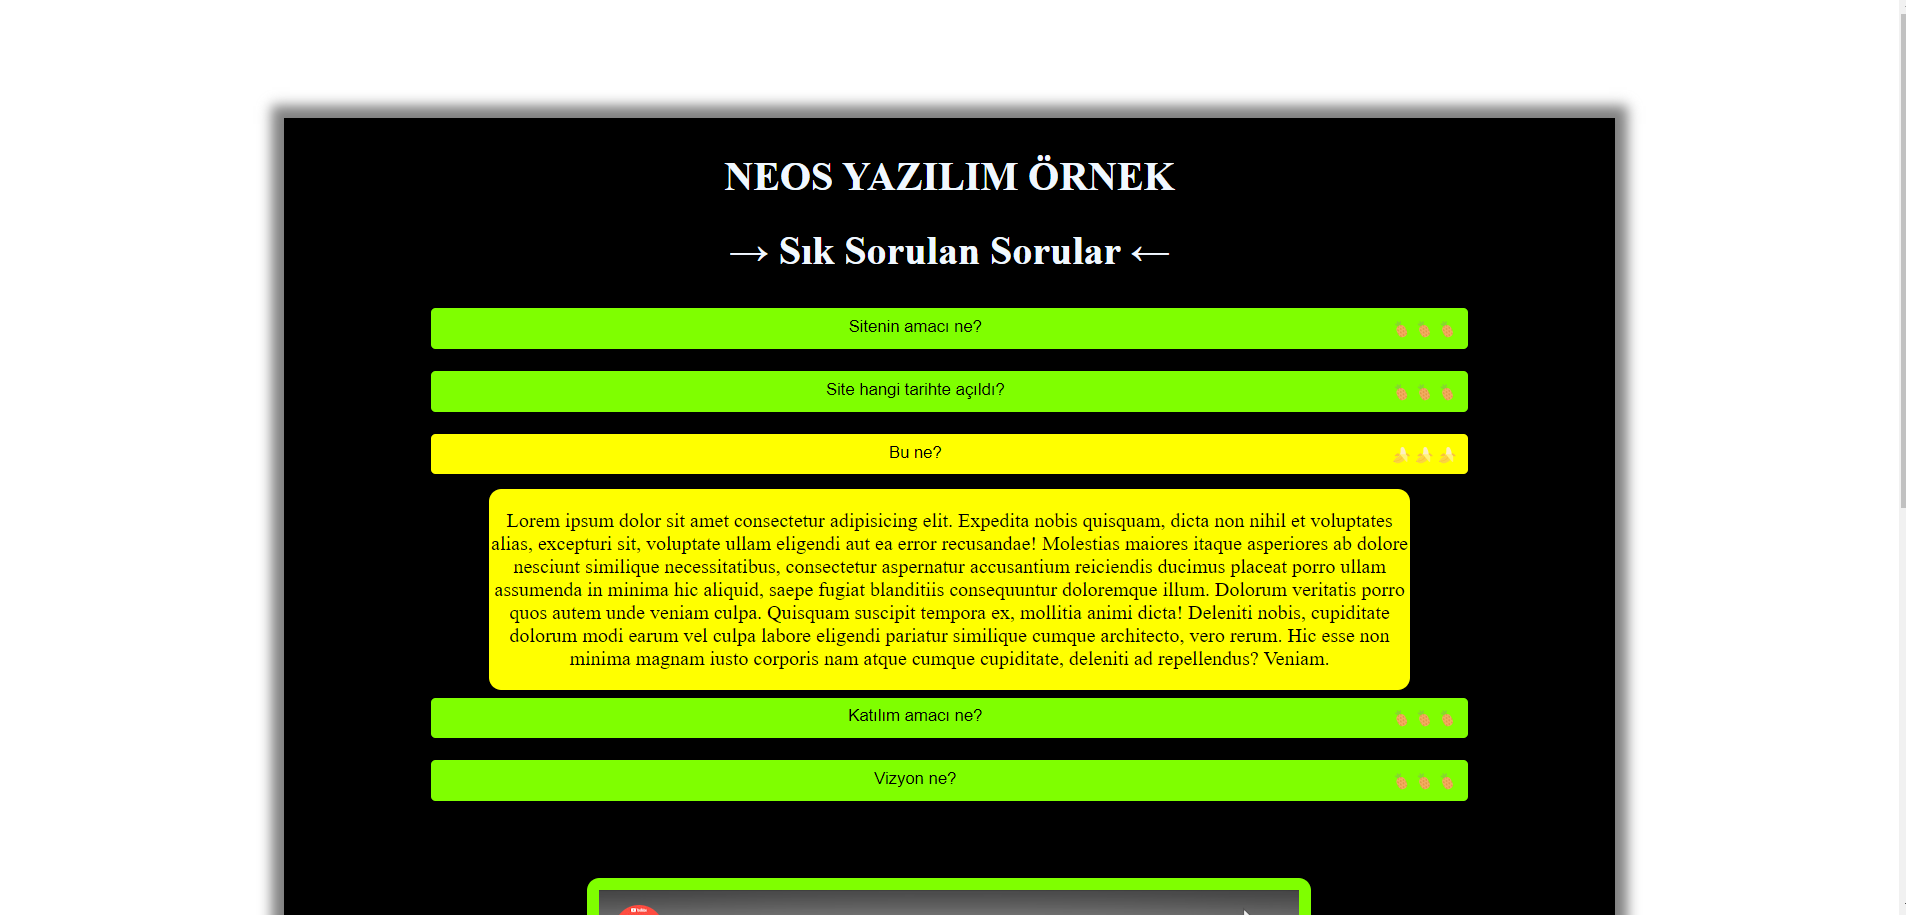 NEOS YAZILIM ÖRNEK
→ Sık Sorulan Sorular ←
Sitenin amacı ne?
Site hangi tarihte açıldı?
Bu ne?
Lorem ipsum dolor sit amet consectetur adipisicing elit. Expedita nobis quisquam, dicta non nihil et voluptates
alias, excepturi sit, voluptate ullam eligendi aut ea error recusandae! Molestias maiores itaque asperiores ab dolore
nesciunt similique necessitatibus, consectetur aspernatur accusantium reiciendis ducimus placeat porro ullam
assumenda in minima hic aliquid, saepe fugiat blanditiis consequuntur doloremque illum. Dolorum veritatis porro
quos autem unde veniam culpa. Quisquam suscipit tempora ex, mollitia animi dicta! Deleniti nobis, cupiditate
dolorum modi earum vel culpa labore eligendi pariatur similique cumque architecto, vero rerum. Hic esse non
minima magnam iusto corporis nam atque cumque cupiditate, deleniti ad repellendus? Veniam.
Katılım amacı ne?
Vizyon ne?